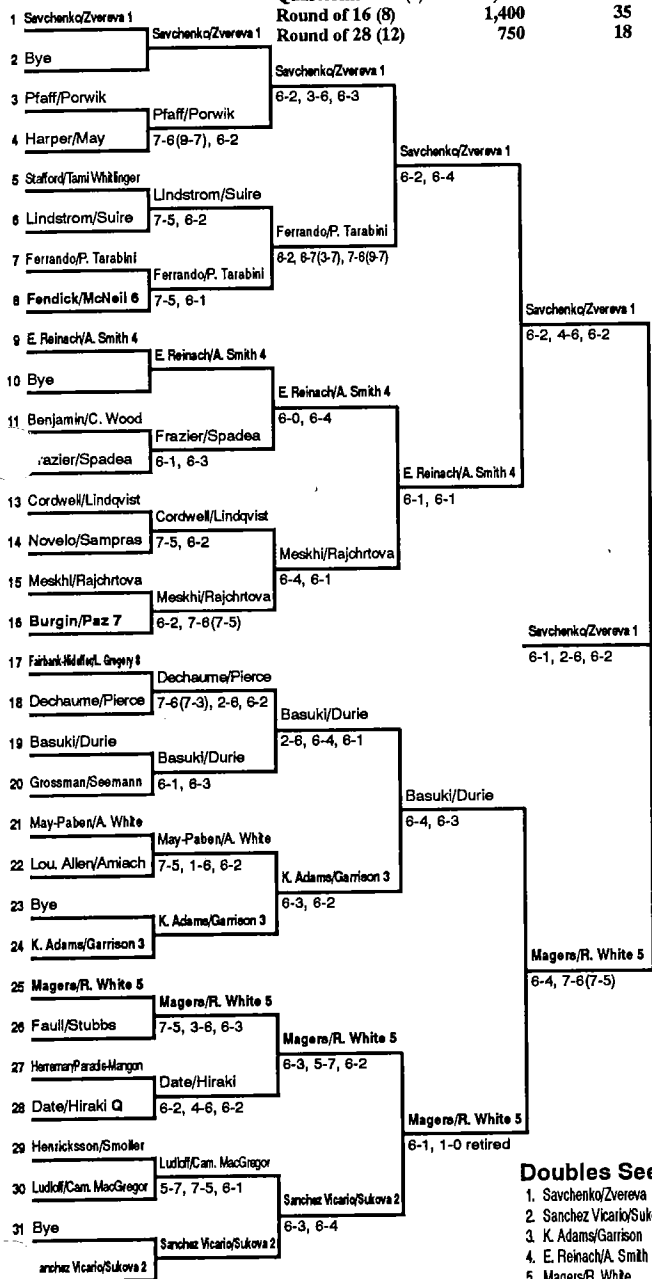 Round of 16 (8) 1,400 35
Round of 28 (12) 750 18
1 Savchenko/Zvereva 1
2 Bye
3 Pfaff/Porwik
4 Harper/May
5 Stafford/Tami Whitlinger
6 Lindstrom/Suire
7 Ferrando/P. Tarabini
8 Fendick/McNeil 6
9 E. Reinach/A. Smith 4
10 Bye
11 Benjamin/C. Wood
razier/Spadea
13 Cordwell/Lindqvist
14 Novelo/Sampras
15 Meskhi/Rajchrtova
16 Burgin/Paz 7
17 Fairbank-Nideffer/L. Gregory 8
18 Dechaume/Pierce
19 Basuki/Durie
20 Grossman/Seemann
21 May-Paben/A. White
22 Lou. Allen/Amiach
23 Bye
24 K. Adams/Garrison 3
25 Magers/R. White 5
26 Faull/Stubbs
27 Herreman/Paradis-Mangon
28 Date/Hiraki Q
29 Henricksson/Smoller
30 Ludloff/Cam. MacGregor
31 Bye
anchez Vicario/Sukova 2
Savchenko/Zvereva 1
Pfaff/Porwik
7-6(9-7), 6-2
Lindstrom/Suire
7-5, 6-2
Ferrando/P. Tarabini
7-5, 6-1
E. Reinach/A. Smith 4
Frazier/Spadea
6-1, 6-3
Cordwell/Lindqvist
7-5, 6-2
Meskhi/Rajchrtova
6-2, 7-6(7-5)
Dechaume/Pierce
7-6(7-3), 2-6, 6-2
Basuki/Durie
6-1, 6-3
May-Paben/A. White
7-5, 1-6, 6-2
K. Adams/Garrison 3
Magers/R. White 5
7-5, 3-6, 6-3
Date/Hiraki
6-2, 4-6, 6-2
Ludloff/Cam. MacGregor
5-7, 7-5, 6-1
Sanchez Vicario/Sukova 2
Savchenko/Zvereva 1
6-2, 3-6, 6-3
Ferrando/P. Tarabini
6-2, 6-7(3-7), 7-6(9-7)
E. Reinach/A. Smith 4
6-0, 6-4
Meskhi/Rajchrtova
6-4, 6-1
Basuki/Durie
2-6, 6-4, 6-1
K. Adams/Garrison 3
6-3, 6-2
Magers/R. White 5
6-3, 5-7, 6-2
Sanchez Vicario/Sukova 2
6-3, 6-4
Savchenko/Zvereva 1
6-2, 6-4
E. Reinach/A. Smith 4
6-1, 6-1
Basuki/Durie
6-4, 6-3
Magers/R. White 5
6-1, 1-0 retired
Savchenko/Zvereva 1
6-2, 4-6, 6-2
Magers/R. White 5
6-4, 7-6(7-5)
Savchenko/Zvereva 1
6-1, 2-6, 6-2
Doubles See
1. Savchenko/Zvereva
2. Sanchez Vicario/Suk
3. K. Adams/Garrison
4. E. Reinach/A. Smith
5. Magers/R. White